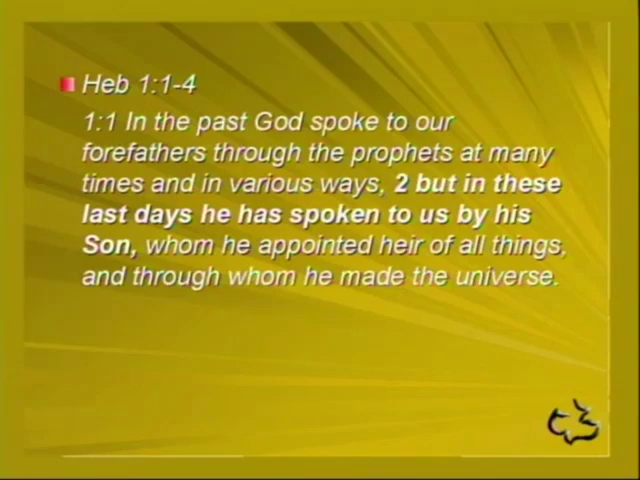 Heb 1:1-4
1:1 In the past God spoke to our
forefathers through the prophets at many
times and in various ways, 2 but in these
last days he has spoken to us by his
Son, whom he appointed heir of all things,
and through whom he made the universe.